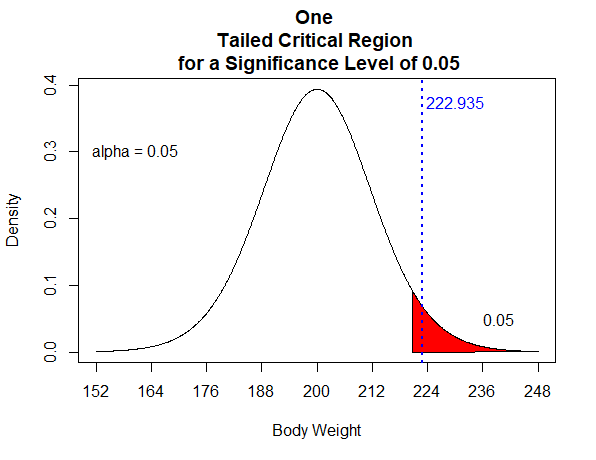 One
Tailed Critical Region
for a Significance Level of 0.05
222.935
alpha = 0.05
0.05
Density
0.0
0.1
0.2
0.3
0.4
152 164 176 188 200 212 224 236 248
Body Weight